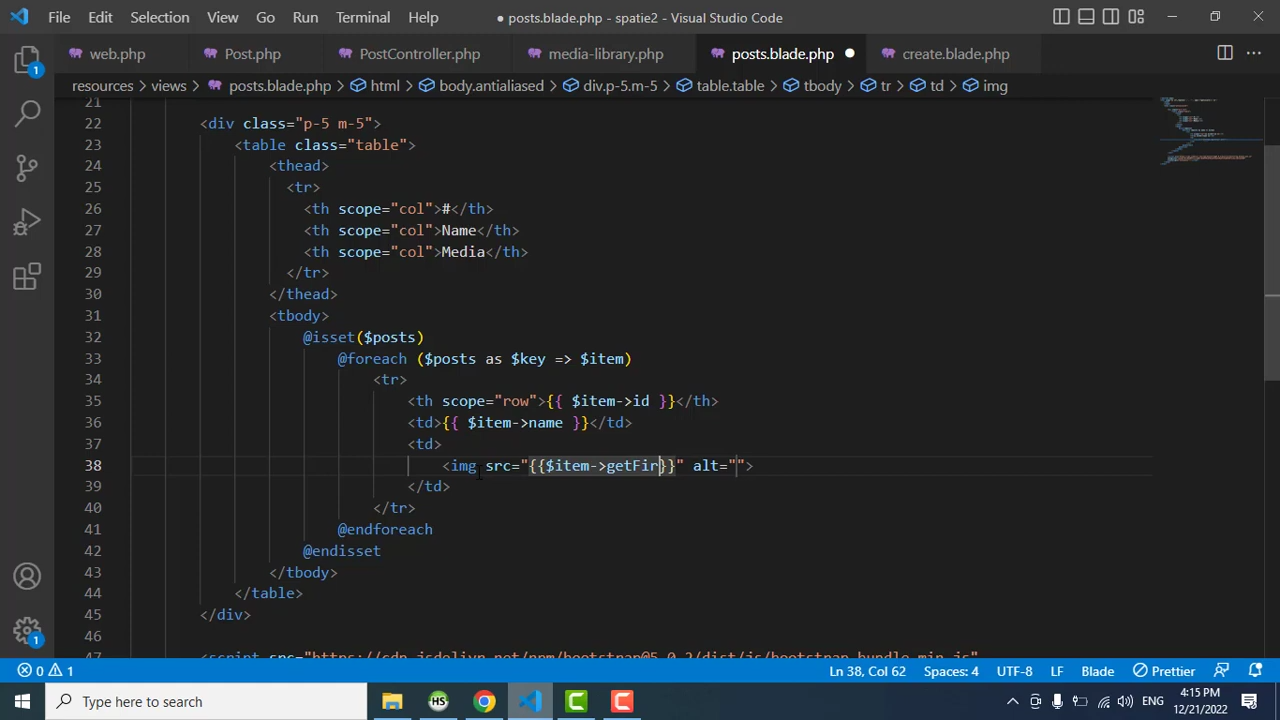 File Edit Selection View Go Run Terminal Help ● posts.blade.php - spatie2 - Visual Studio Code
web.php Post.php PostController.php media-library.php posts.blade.php ● create.blade.php
resources > views > posts.blade.php > html > body.antialiased > div.p-5.m-5 > table.table > tbody > tr > td > img
21
22 <div class="p-5 m-5">
23 <table class="table">
24 <thead>
25 <tr>
26 <th scope="col">#</th>
27 <th scope="col">Name</th>
28 <th scope="col">Media</th>
29 </tr>
30 </thead>
31 <tbody>
32 @isset($posts)
33 @foreach ($posts as $key => $item)
34 <tr>
35 <th scope="row">{{ $item->id }}</th>
36 <td>{{ $item->name }}</td>
37 <td>
38 <img src="{{$item->getFir}}" alt="">
39 </td>
40 </tr>
41 @endforeach
42 @endisset
43 </tbody>
44 </table>
45 </div>
46
47 <script src="https://cdn.jsdelivr.net/npm/bootstrap@5.0.2/dist/js/bootstrap.bundle.min.js"
1
1
0 1 Ln 38, Col 62 Spaces: 4 UTF-8 LF Blade Prettier
Type here to search HS ENG 4:15 PM
12/21/2022